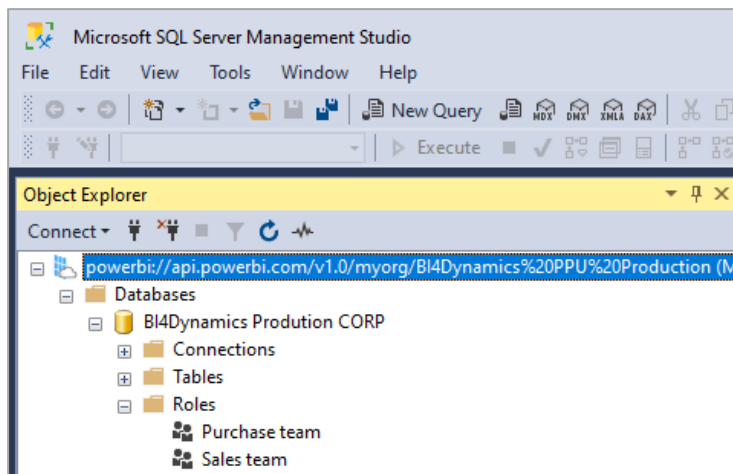 Microsoft SQL Server Management Studio
File Edit View Tools Window Help
New Query MDX DMX XMLA DAX
Execute
Object Explorer
Connect
powerbi://api.powerbi.com/v1.0/myorg/BI4Dynamics%20PPU%20Production (M
Databases
BI4Dynamics Prodution CORP
Connections
Tables
Roles
Purchase team
Sales team